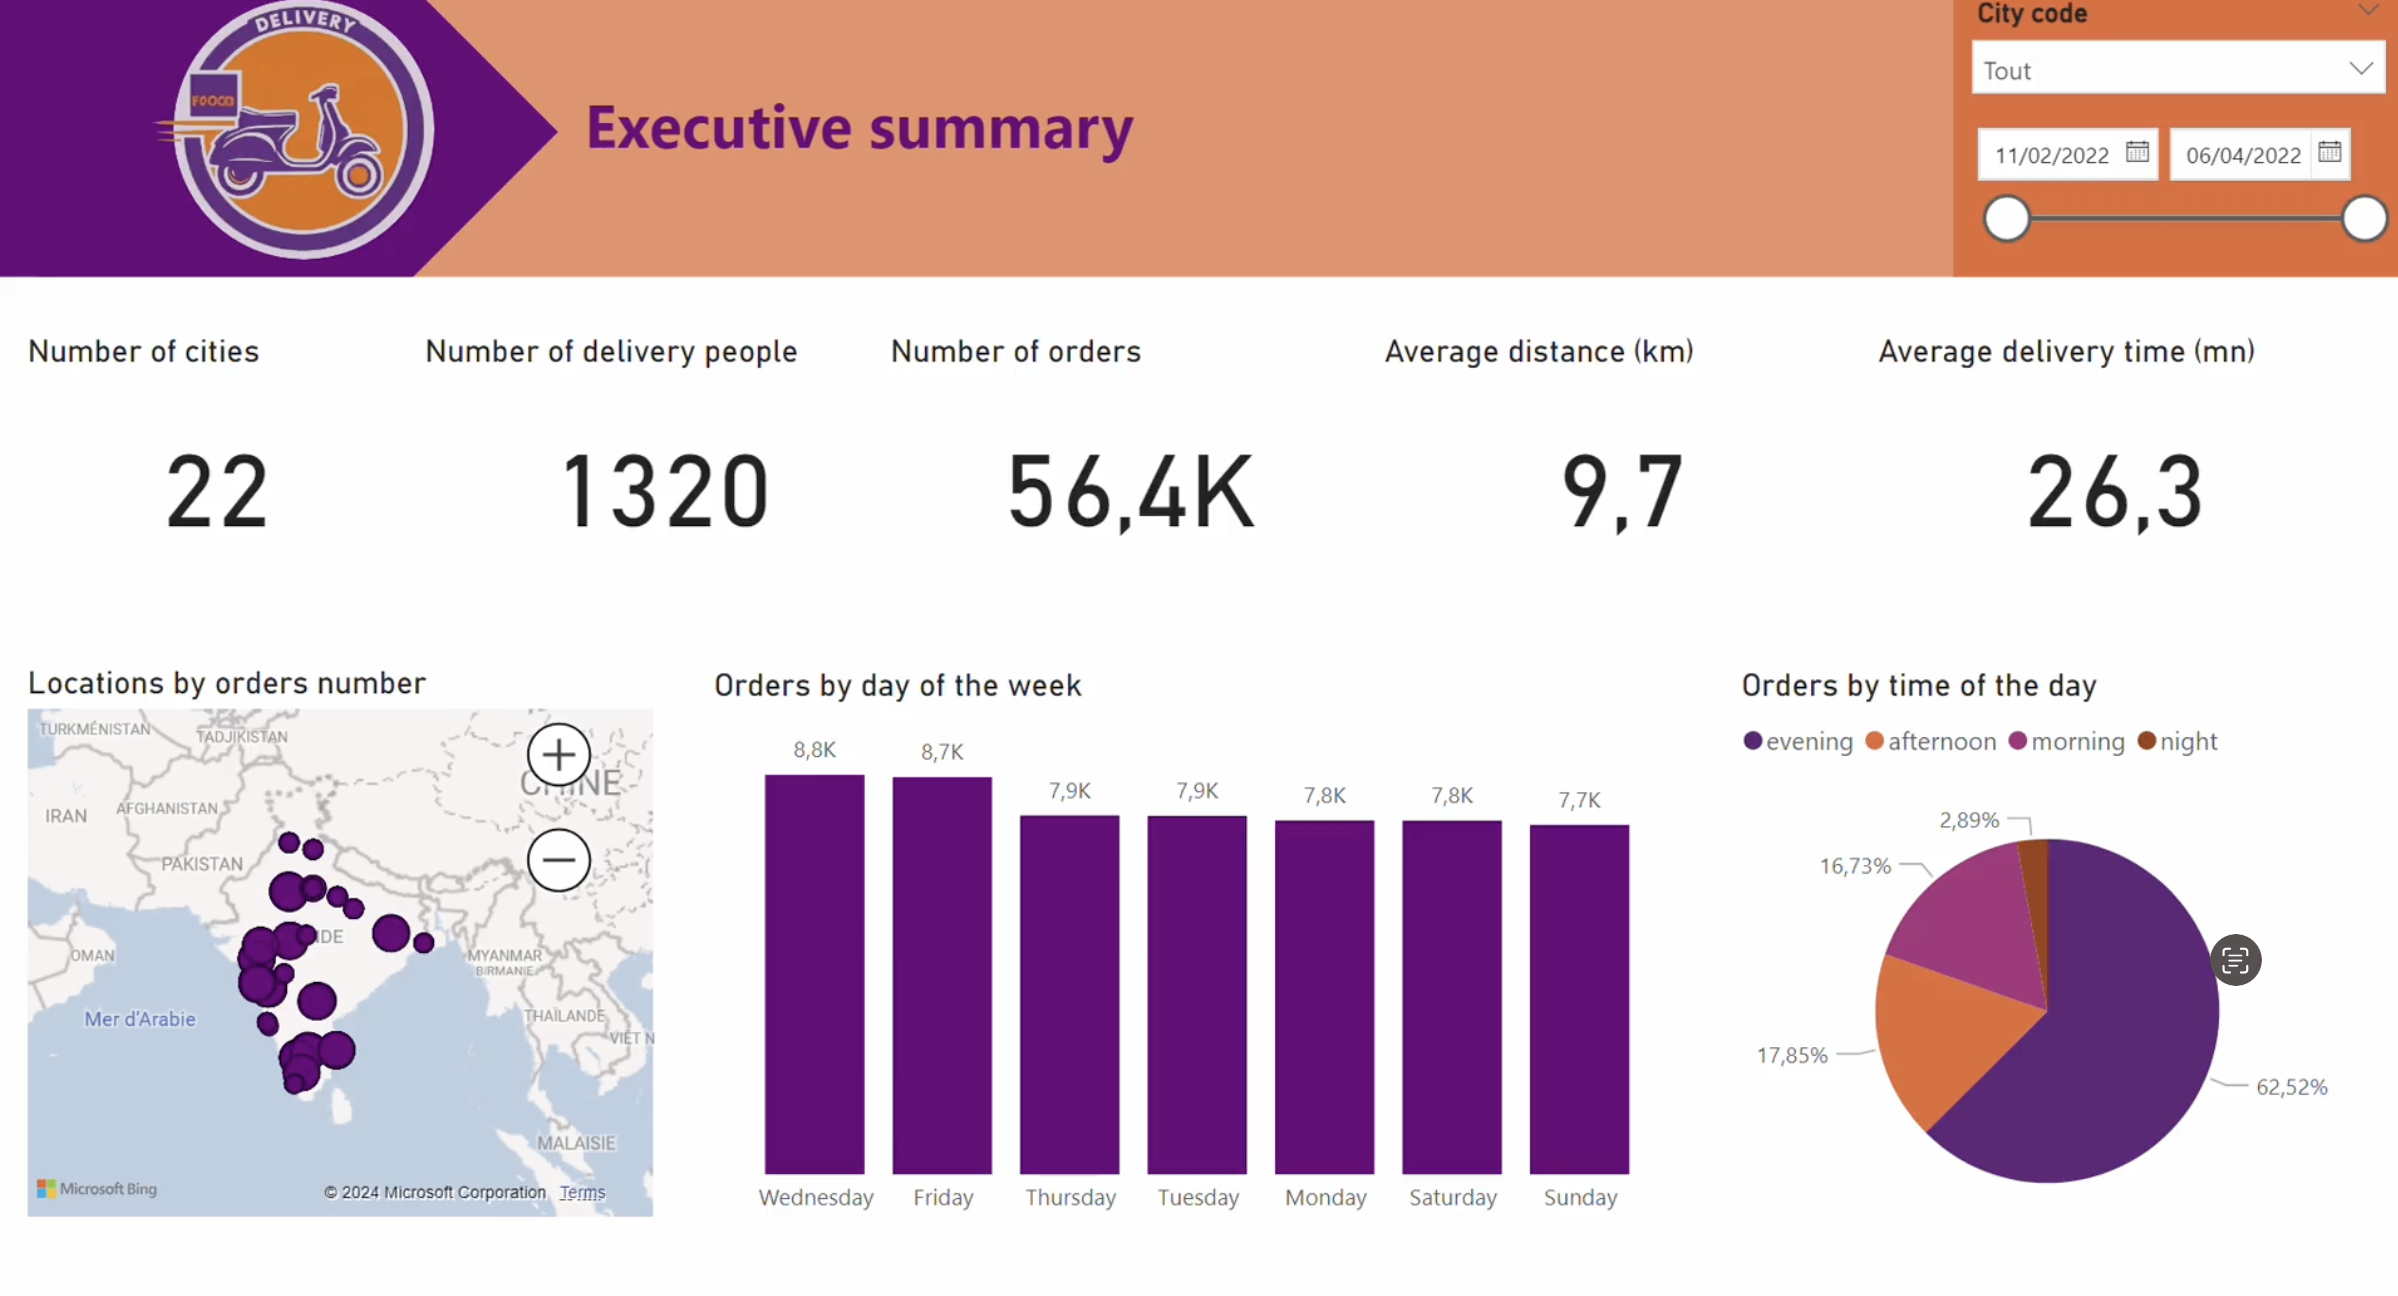 DELIVERY
FOOD
Executive summary
City code
Tout
11/02/2022
06/04/2022
Number of cities
Number of delivery people
Number of orders
Average distance (km)
Average delivery time (mn)
22
1320
56,4K
9,7
26,3
Locations by orders number
TURKMÉNISTAN
TADJIKISTAN
IRAN
AFGHANISTAN
PAKISTAN
OMAN
MYANMAR
BIRMANIE
THAÏLANDE
Mer d'Arabie
MALAISIE
Microsoft Bing
© 2024 Microsoft Corporation Terms
Orders by day of the week
8,8K
8,7K
7,9K
7,9K
7,8K
7,8K
7,7K
Wednesday
Friday
Thursday
Tuesday
Monday
Saturday
Sunday
Orders by time of the day
evening afternoon morning night
2,89%
16,73%
17,85%
62,52%